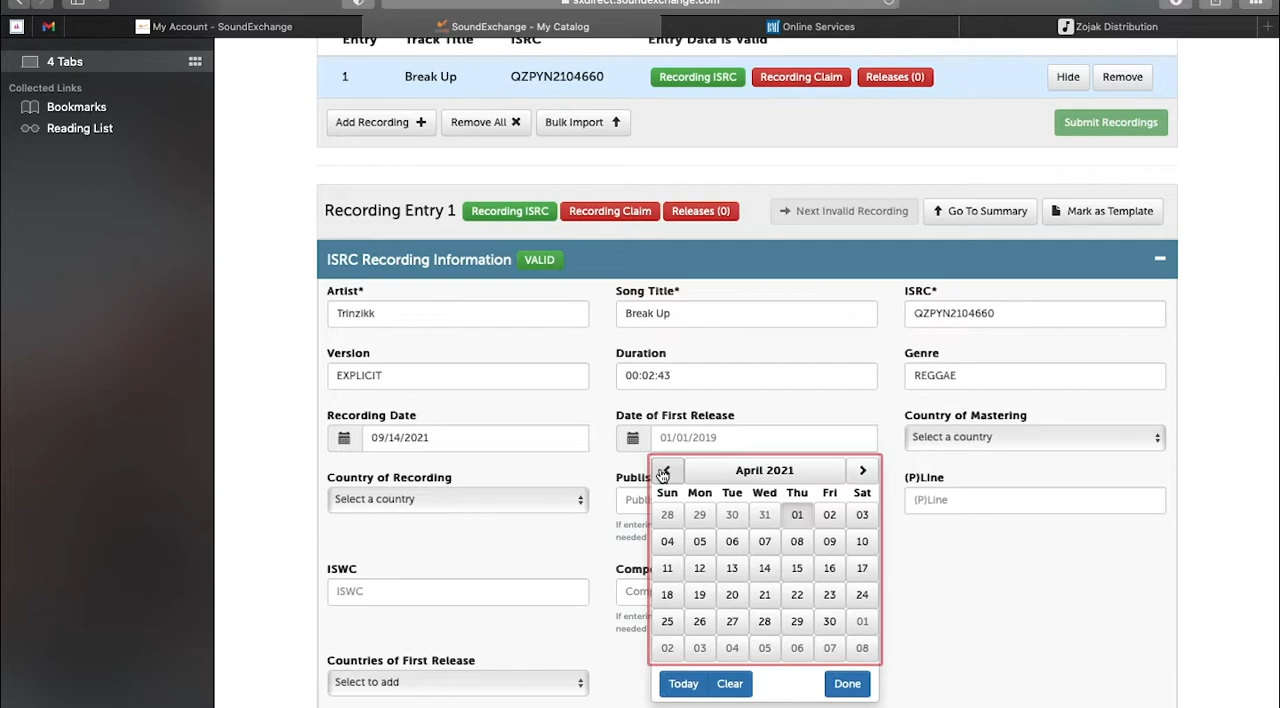 sxdirect.soundexchange.com
My Account - SoundExchange
SoundExchange - My Catalog
Online Services
Zojak Distribution
4 Tabs
Collected Links
Bookmarks
Reading List
Entry Track Title ISRC Entry Data is Valid
1 Break Up QZPYN2104660 Recording ISRC Recording Claim Releases (0) Hide Remove
Add Recording Remove All Bulk Import Submit Recordings
Recording Entry 1 Recording ISRC Recording Claim Releases (0) Next Invalid Recording Go To Summary Mark as Template
ISRC Recording Information VALID
Artist* Song Title* ISRC*
Trinzikk Break Up QZPYN2104660
Version Duration Genre
EXPLICIT 00:02:43 REGGAE
Recording Date Date of First Release Country of Mastering
09/14/2021 01/01/2019 Select a country
Country of Recording Publis (P)Line
Select a country Publi (P)Line
If enterin
needed
ISWC Compo
ISWC Com
If enterin
needed
Countries of First Release
Select to add
April 2021
Sun Mon Tue Wed Thu Fri Sat
28 29 30 31 01 02 03
04 05 06 07 08 09 10
11 12 13 14 15 16 17
18 19 20 21 22 23 24
25 26 27 28 29 30 01
02 03 04 05 06 07 08
Today Clear Done